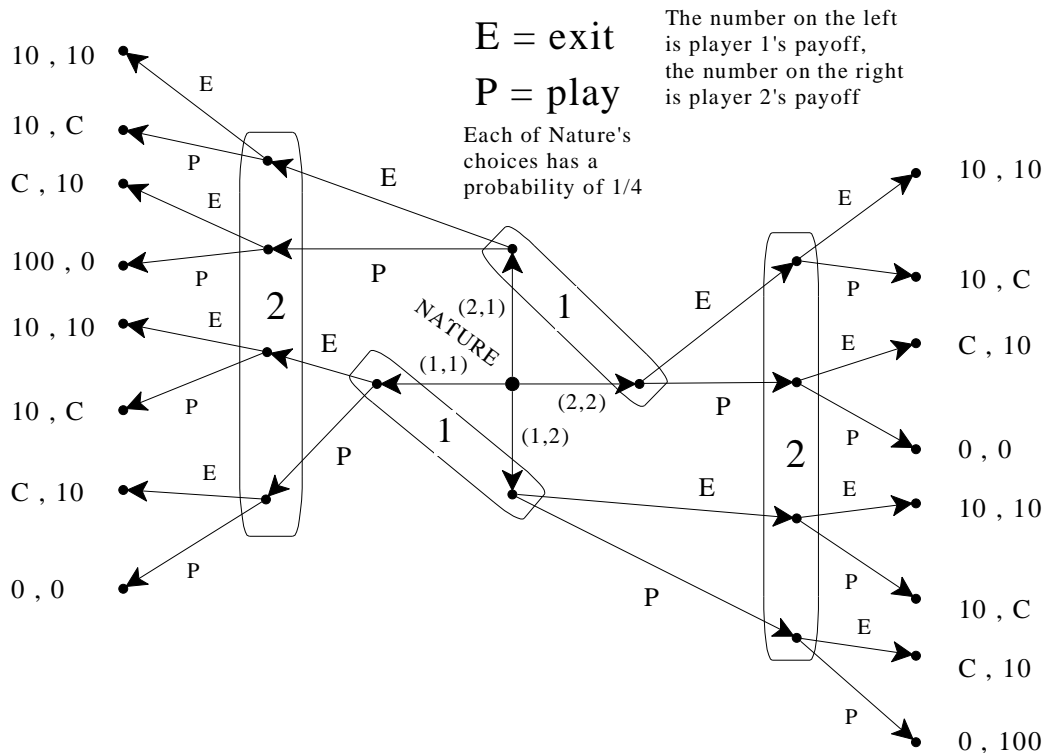 E = exit
P = play
The number on the left
is player 1's payoff,
the number on the right
is player 2's payoff
Each of Nature's
choices has a
probability of 1/4
10 , 10
E
10 , C
P
C , 10
E
100 , 0
P
10 , 10
E
10 , C
P
C , 10
E
0 , 0
P
2
E
P
E
P
(2,1)
NATURE
(1,1)
(2,2)
(1,2)
1
1
E
P
E
P
2
E
10 , 10
P
10 , C
E
C , 10
P
0 , 0
E
10 , 10
P
10 , C
E
C , 10
P
0 , 100